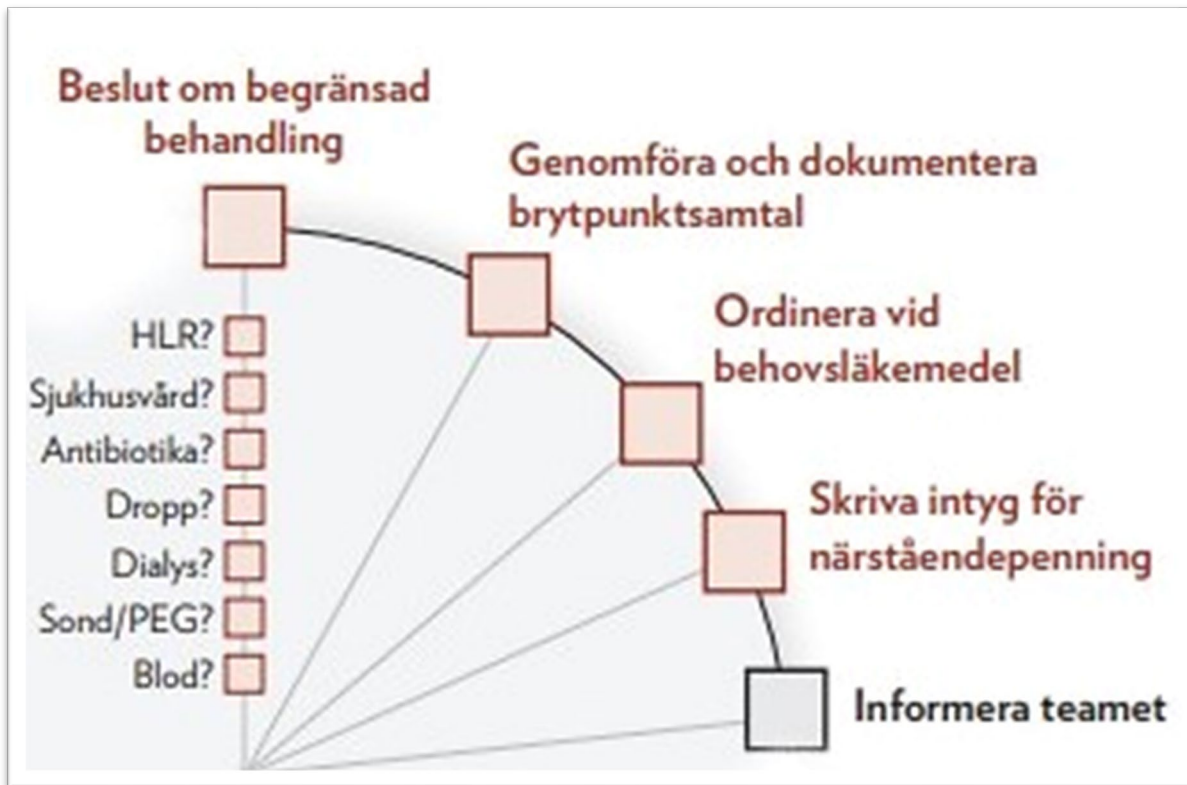 Beslut om begränsad
behandling
Genomföra och dokumentera
brytpunktsamtal
Ordinera vid
behovsläkemedel
HLR?
Sjukhusvård?
Antibiotika?
Dropp?
Dialys?
Sond/PEG?
Blod?
Skriva intyg för
närståendepenning
Informera teamet